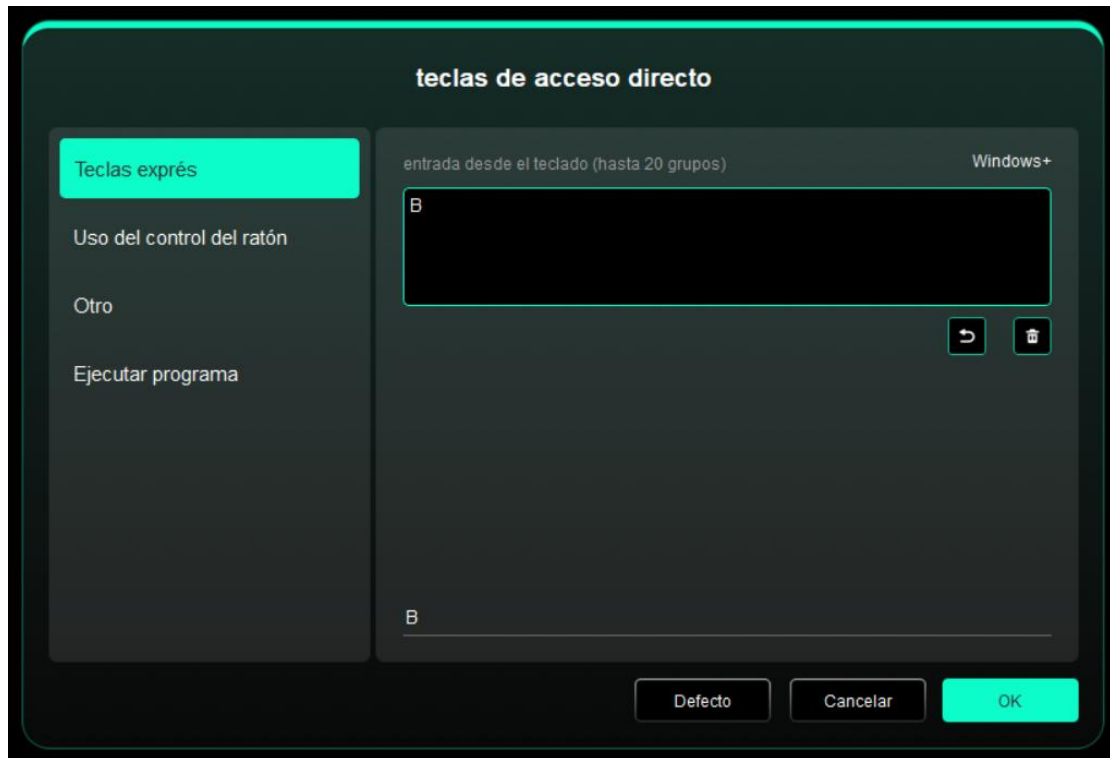 teclas de acceso directo
Teclas exprés
Uso del control del ratón
Otro
Ejecutar programa
entrada desde el teclado (hasta 20 grupos)
Windows+
B
B
Defecto
Cancelar
OK